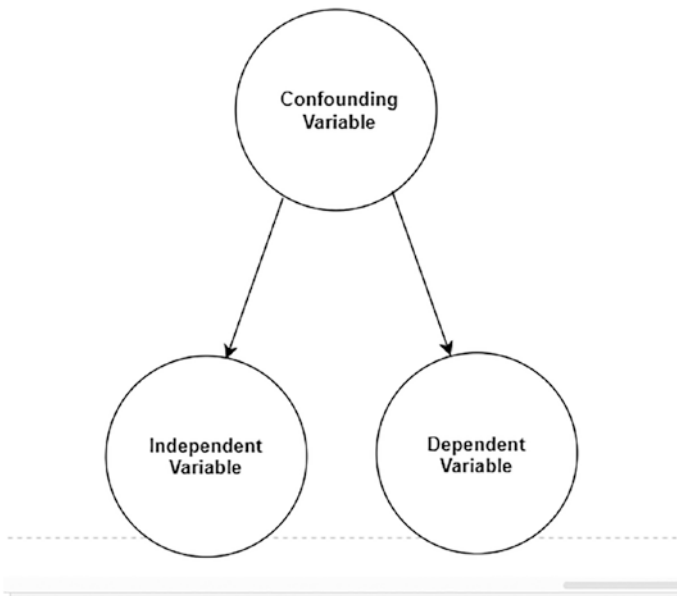 Confounding
Variable
Independent
Variable
Dependent
Variable